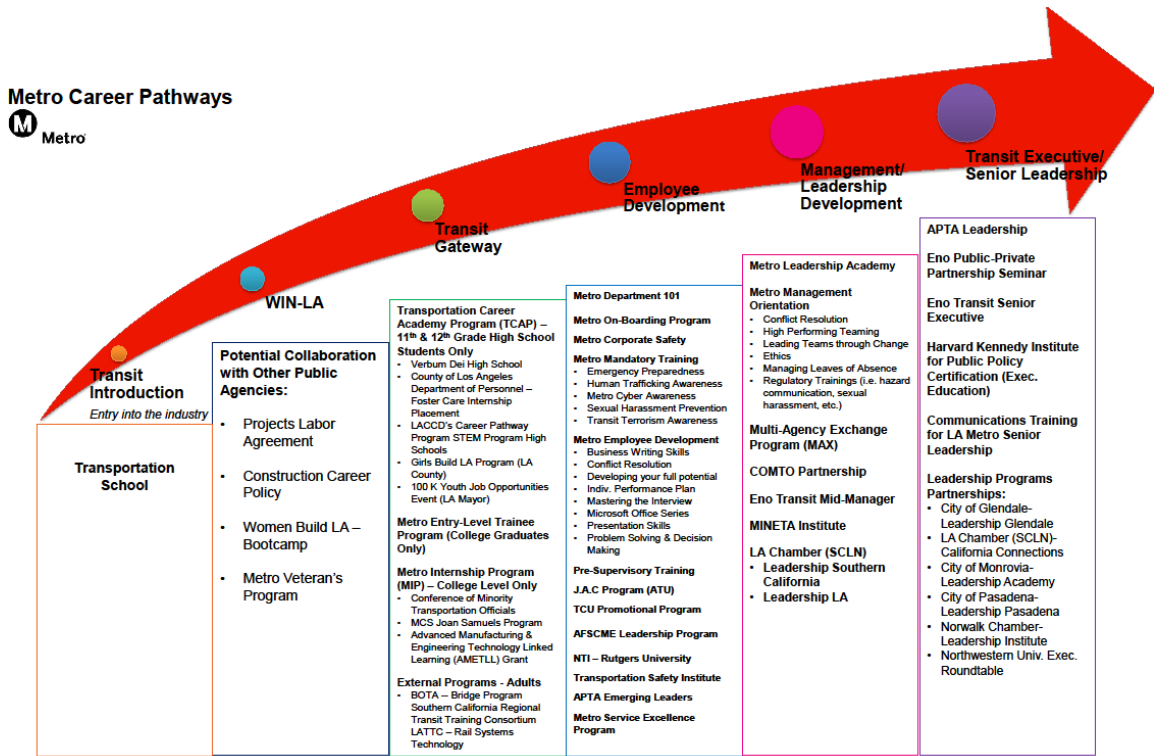 Metro Career Pathways
M Metro
Transit
Introduction
Entry into the industry
WIN-LA
Transit
Gateway
Employee
Development
Management/
Leadership
Development
Transit Executive/
Senior Leadership
Transportation
School
Potential Collaboration
with Other Public
Agencies:
• Projects Labor
Agreement
• Construction Career
Policy
• Women Build LA –
Bootcamp
• Metro Veteran's
Program
Transportation Career
Academy Program (TCAP) –
11th & 12th Grade High School
Students Only
• Verbum Dei High School
• County of Los Angeles
Department of Personnel –
Foster Care Internship
Placement
• LACCD's Career Pathway
Program STEM Program High
Schools
• Girls Build LA Program (LA
County)
• 100 K Youth Job Opportunities
Event (LA Mayor)
Metro Entry-Level Trainee
Program (College Graduates
Only)
Metro Internship Program
(MIP) – College Level Only
• Conference of Minority
Transportation Officials
• MCS Joan Samuels Program
• Advanced Manufacturing &
Engineering Technology Linked
Learning (AMETLL) Grant
External Programs - Adults
• BOTA – Bridge Program
Southern California Regional
Transit Training Consortium
LATTC – Rail Systems
Technology
Metro Department 101
Metro On-Boarding Program
Metro Corporate Safety
Metro Mandatory Training
• Emergency Preparedness
• Human Trafficking Awareness
• Metro Cyber Awareness
• Sexual Harassment Prevention
• Transit Terrorism Awareness
Metro Employee Development
• Business Writing Skills
• Conflict Resolution
• Developing your full potential
• Indiv. Performance Plan
• Mastering the Interview
• Microsoft Office Series
• Presentation Skills
• Problem Solving & Decision
Making
Pre-Supervisory Training
J.A.C Program (ATU)
TCU Promotional Program
AFSCME Leadership Program
NTI – Rutgers University
Transportation Safety Institute
APTA Emerging Leaders
Metro Service Excellence
Program
Metro Leadership Academy
Metro Management
Orientation
• Conflict Resolution
• High Performing Teaming
• Leading Teams through Change
• Ethics
• Managing Leaves of Absence
• Regulatory Trainings (i.e. hazard
communication, sexual
harassment, etc.)
Multi-Agency Exchange
Program (MAX)
COMTO Partnership
Eno Transit Mid-Manager
MINETA Institute
LA Chamber (SCLN)
• Leadership Southern
California
• Leadership LA
APTA Leadership
Eno Public-Private
Partnership Seminar
Eno Transit Senior
Executive
Harvard Kennedy Institute
for Public Policy
Certification (Exec.
Education)
Communications Training
for LA Metro Senior
Leadership
Leadership Programs
Partnerships:
• City of Glendale-
Leadership Glendale
• LA Chamber (SCLN)-
California Connections
• City of Monrovia-
Leadership Academy
• City of Pasadena-
Leadership Pasadena
• Norwalk Chamber-
Leadership Institute
• Northwestern Univ. Exec.
Roundtable